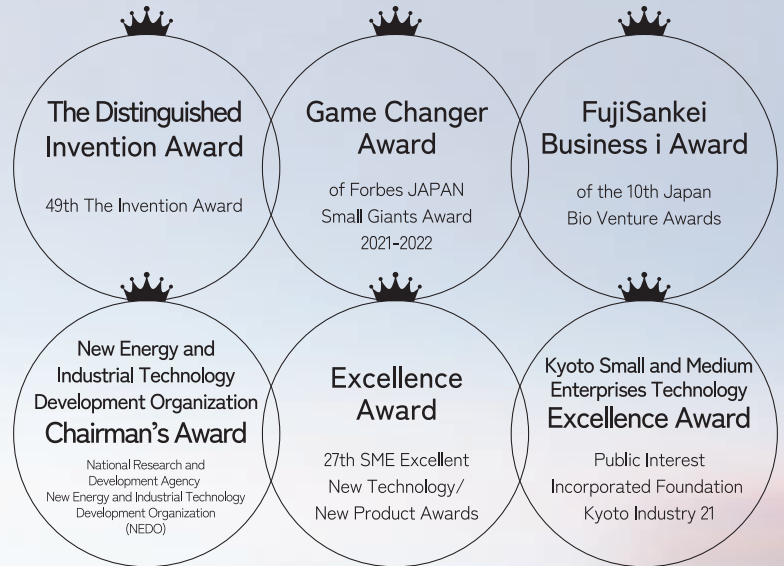 The Distinguished
Invention Award
49th The Invention Award
Game Changer
Award
of Forbes JAPAN
Small Giants Award
2021-2022
FujiSankei
Business i Award
of the 10th Japan
Bio Venture Awards
New Energy and
Industrial Technology
Development Organization
Chairman's Award
National Research and
Development Agency
New Energy and Industrial Technology
Development Organization
(NEDO)
Excellence
Award
27th SME Excellent
New Technology/
New Product Awards
Kyoto Small and Medium
Enterprises Technology
Excellence Award
Public Interest
Incorporated Foundation
Kyoto Industry 21